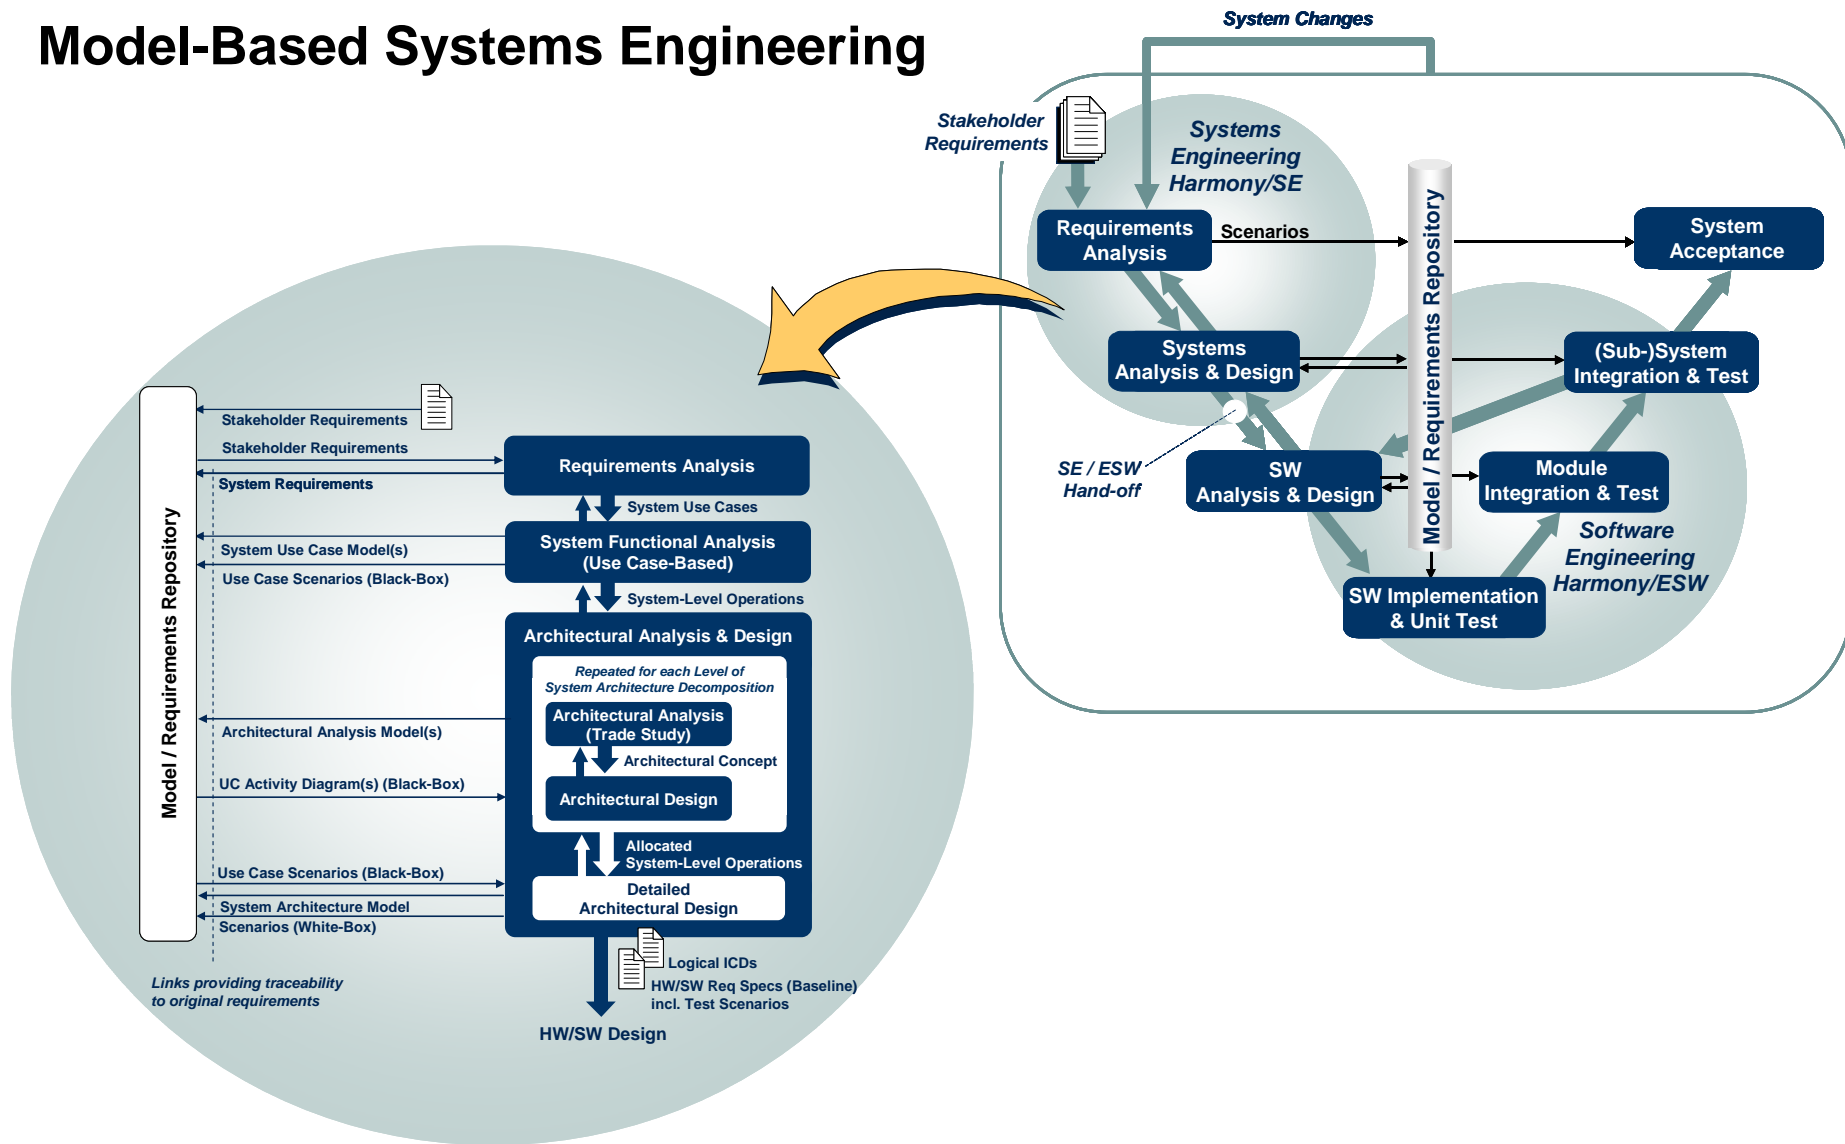 Model-Based Systems Engineering
System Changes
Stakeholder
Requirements
Systems
Engineering
Harmony/SE
Requirements
Analysis
Scenarios
System
Acceptance
Model / Requirements Repository
Systems
Analysis & Design
(Sub-)System
Integration & Test
SE / ESW
Hand-off
SW
Analysis & Design
Module
Integration & Test
Software
Engineering
Harmony/ESW
SW Implementation
& Unit Test
Model / Requirements Repository
Stakeholder Requirements
Stakeholder Requirements
System Requirements
Requirements Analysis
System Use Cases
System Use Case Model(s)
Use Case Scenarios (Black-Box)
System Functional Analysis
(Use Case-Based)
System-Level Operations
Architectural Analysis & Design
Repeated for each Level of
System Architecture Decomposition
Architectural Analysis
(Trade Study)
Architectural Analysis Model(s)
Architectural Concept
UC Activity Diagram(s) (Black-Box)
Architectural Design
Allocated
System-Level Operations
Use Case Scenarios (Black-Box)
System Architecture Model
Scenarios (White-Box)
Detailed
Architectural Design
Logical ICDs
HW/SW Req Specs (Baseline)
incl. Test Scenarios
Links providing traceability
to original requirements
HW/SW Design